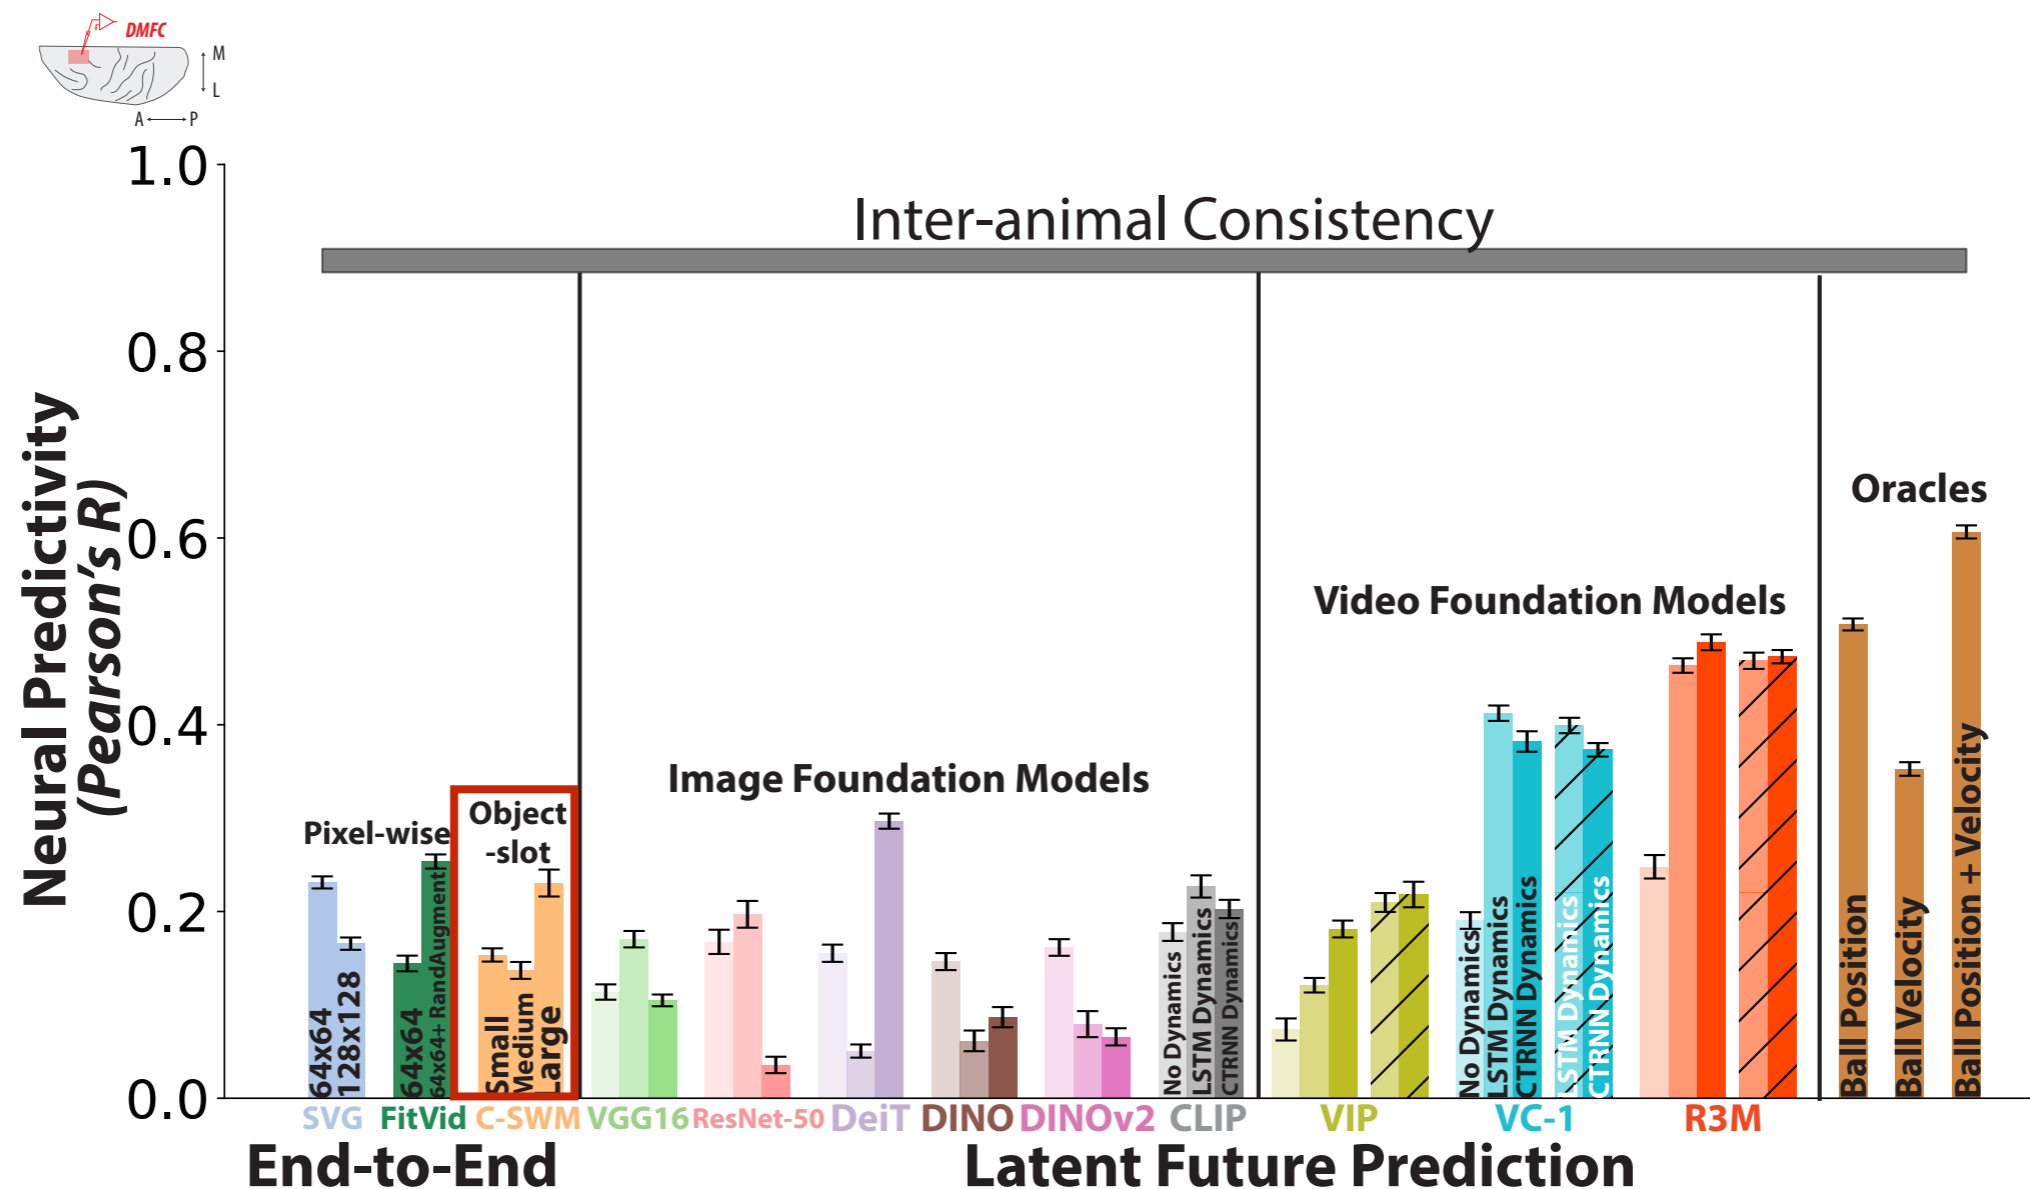 DMFC
M
L
A
P
Neural Predictivity
(Pearson's R)
1.0
0.8
0.6
0.4
0.2
0.0
Inter-animal Consistency
Pixel-wise
Object
-slot
Image Foundation Models
Video Foundation Models
Oracles
64x64
128x128
64x64
64x64+ RandAugment
Small
Medium
Large
No Dynamics
LSTM Dynamics
CTRNN Dynamics
No Dynamics
LSTM Dynamics
CTRNN Dynamics
LSTM Dynamics
CTRNN Dynamics
Ball Position
Ball Velocity
Ball Position + Velocity
SVG
FitVid
C-SWM
VGG16
ResNet-50
DeiT
DINO
DINOv2
CLIP
VIP
VC-1
R3M
End-to-End
Latent Future Prediction